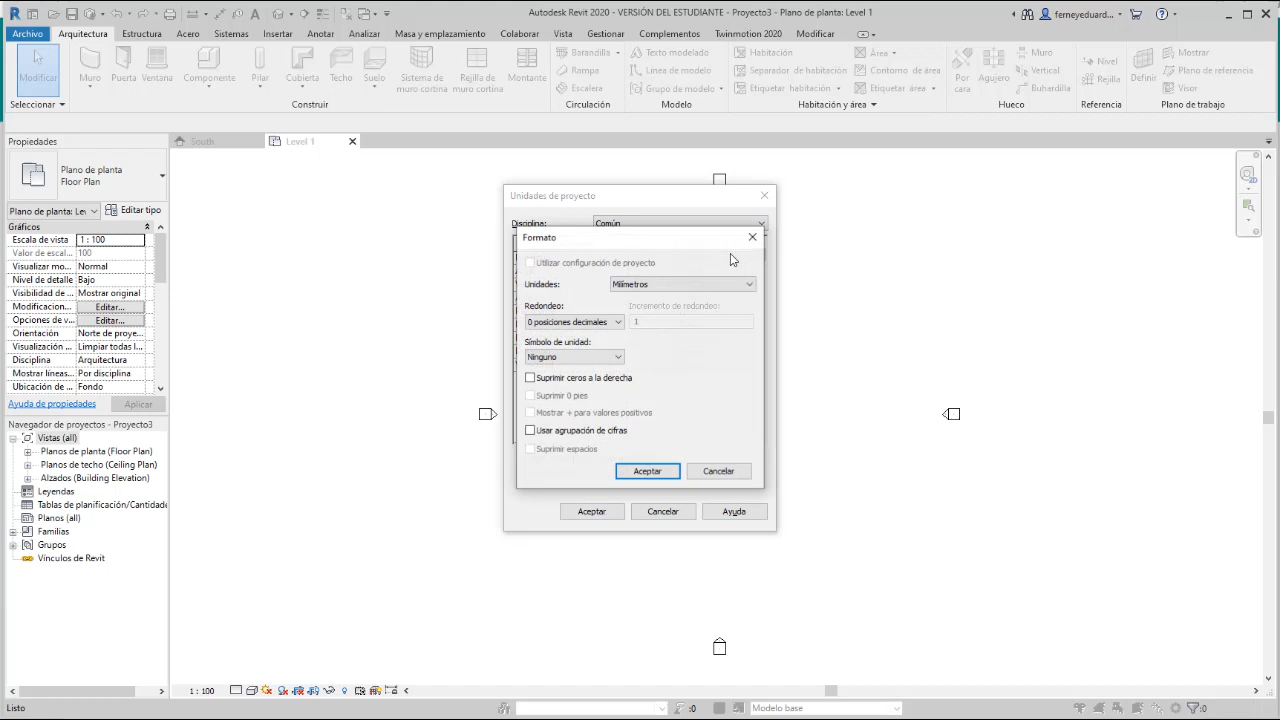 Autodesk Revit 2020 - VERSIÓN DEL ESTUDIANTE - Proyecto3 - Plano de planta: Level 1
ferneyeduard...
Archivo Arquitectura Estructura Acero Sistemas Insertar Anotar Analizar Masa y emplazamiento Colaborar Vista Gestionar Complementos Twinmotion 2020 Modificar
Modificar Muro Puerta Ventana Componente Pilar Cubierta Techo Suelo Sistema de muro cortina Rejilla de muro cortina Montante
Barandilla
Rampa
Escalera
Texto modelado
Línea de modelo
Grupo de modelo
Habitación
Separador de habitación
Etiquetar habitación
Área
Contorno de área
Etiquetar área
Por cara
Agujero
Muro
Vertical
Buhardilla
Nivel
Rejilla
Definir
Mostrar
Plano de referencia
Visor
Seleccionar Construir Circulación Modelo Habitación y área Hueco Referencia Plano de trabajo
Propiedades
South
Level 1
Plano de planta
Floor Plan
Plano de planta: Le
Editar tipo
Gráficos
Escala de vista 1 : 100
Valor de escal... 100
Visualizar mo... Normal
Nivel de detalle Bajo
Visibilidad de ... Mostrar original
Modificacion... Editar...
Opciones de v... Editar...
Orientación Norte de proye...
Visualización ... Limpiar todas l...
Disciplina Arquitectura
Mostrar líneas... Por disciplina
Ubicación de ... Fondo
Ayuda de propiedades
Aplicar
Navegador de proyectos - Proyecto3
Vistas (all)
Planos de planta (Floor Plan)
Planos de techo (Ceiling Plan)
Alzados (Building Elevation)
Leyendas
Tablas de planificación/Cantidade
Planos (all)
Familias
Grupos
Vínculos de Revit
Unidades de proyecto
Disciplina: Común
Formato
Utilizar configuración de proyecto
Unidades: Milímetros
Redondeo: Incremento de redondeo:
0 posiciones decimales 1
Símbolo de unidad:
Ninguno
Suprimir ceros a la derecha
Suprimir 0 pies
Mostrar + para valores positivos
Usar agrupación de cifras
Suprimir espacios
Aceptar Cancelar
Aceptar Cancelar Ayuda
2D
1 : 100
Listo
:0
Modelo base
:0